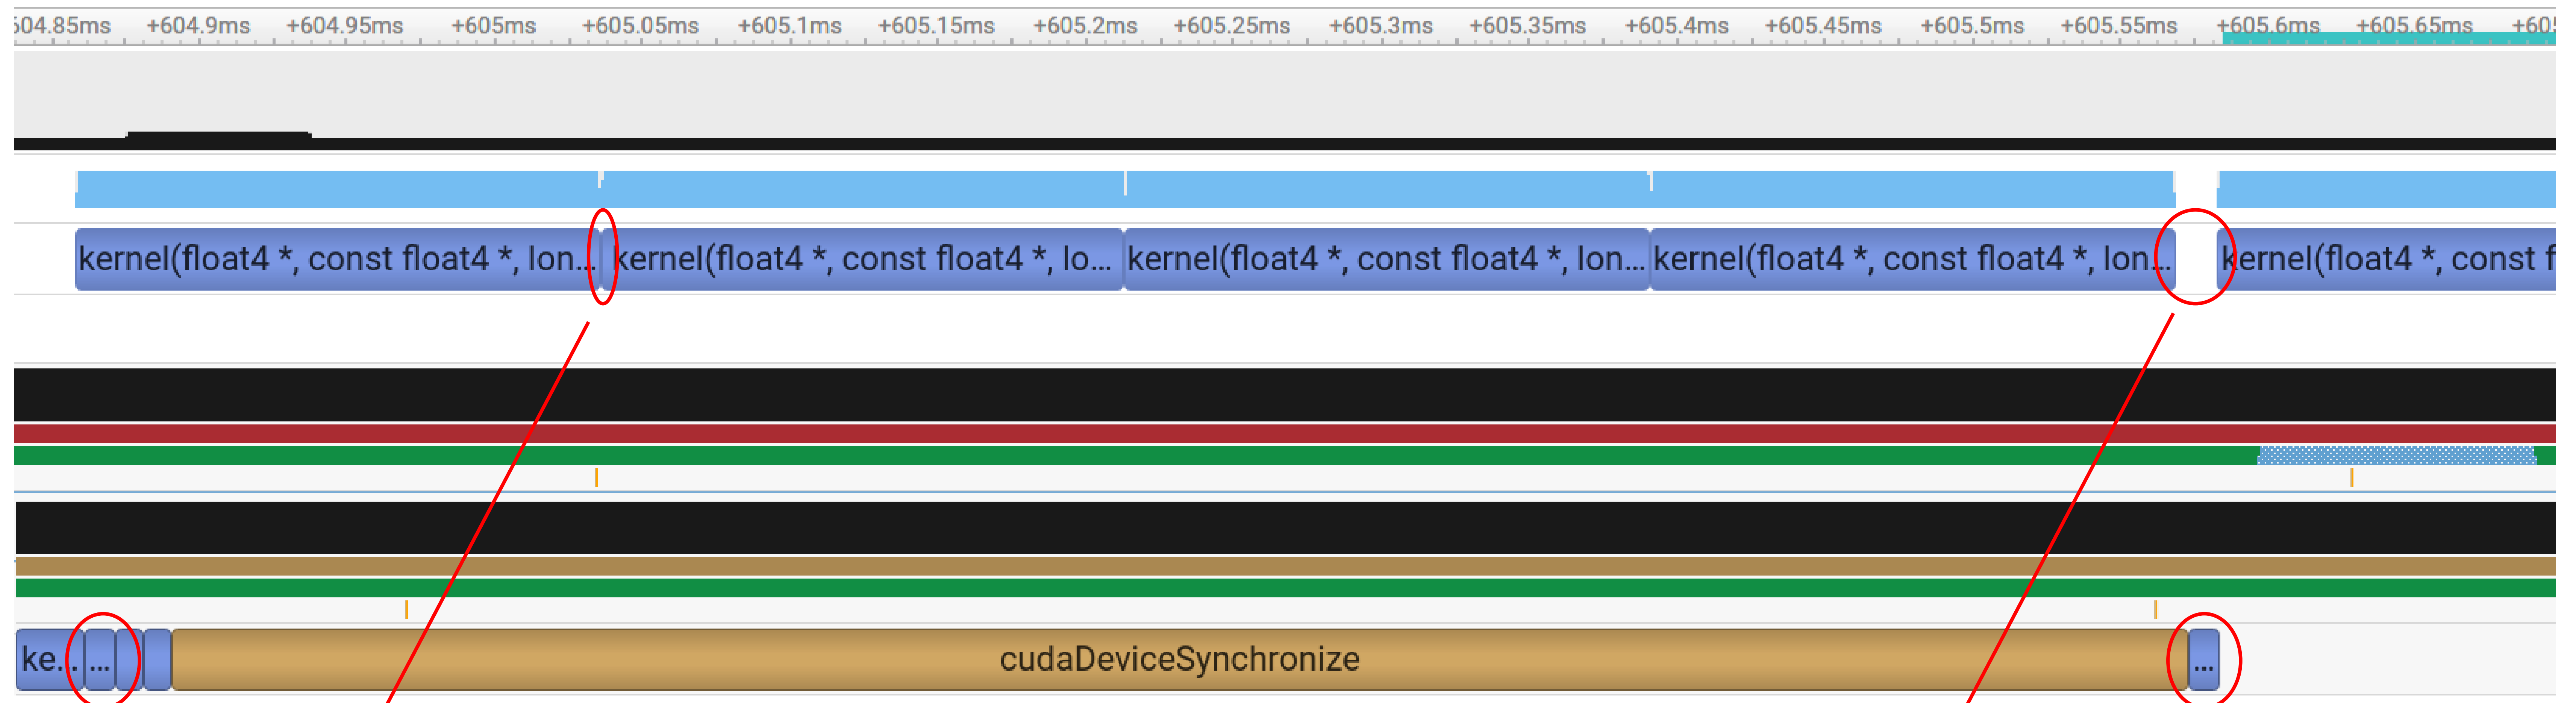 604.85ms +604.9ms +604.95ms +605ms +605.05ms +605.1ms +605.15ms +605.2ms +605.25ms +605.3ms +605.35ms +605.4ms +605.45ms +605.5ms +605.55ms +605.6ms +605.65ms +605
kernel(float4 *, const float4 *, lon... kernel(float4 *, const float4 *, lo... kernel(float4 *, const float4 *, lon... kernel(float4 *, const float4 *, lon... kernel(float4 *, const f
ke... ... cudaDeviceSynchronize ...